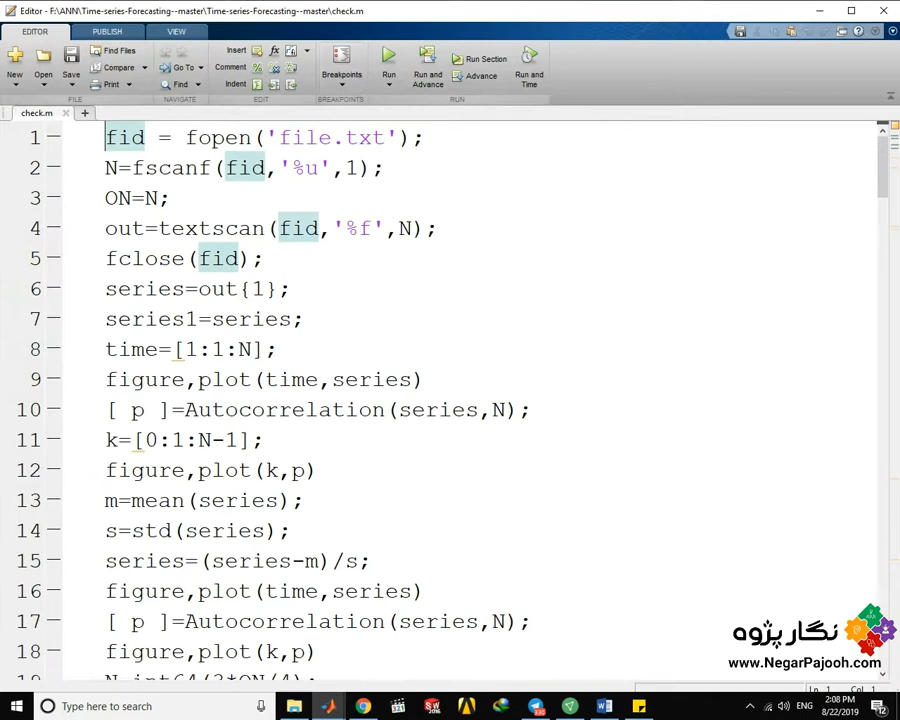 Editor - F:\ANN\Time-series-Forecasting--master\Time-series-Forecasting--master\check.m
EDITOR PUBLISH VIEW
New Open Save Find Files Compare Print
Go To Find
Insert Comment Indent
fx
Breakpoints
Run Run and Advance Run Section Advance Run and Time
FILE NAVIGATE EDIT BREAKPOINTS RUN
check.m
1 fid = fopen('file.txt');
2 N=fscanf(fid,'%u',1);
3 ON=N;
4 out=textscan(fid,'%f',N);
5 fclose(fid);
6 series=out{1};
7 series1=series;
8 time=[1:1:N];
9 figure,plot(time,series)
10 [ p ]=Autocorrelation(series,N);
11 k=[0:1:N-1];
12 figure,plot(k,p)
13 m=mean(series);
14 s=std(series);
15 series=(series-m)/s;
16 figure,plot(time,series)
17 [ p ]=Autocorrelation(series,N);
18 figure,plot(k,p)
نگار پژوه
www.NegarPajooh.com
Ln 1 Col 1
Type here to search
ENG
2:08 PM
8/22/2019